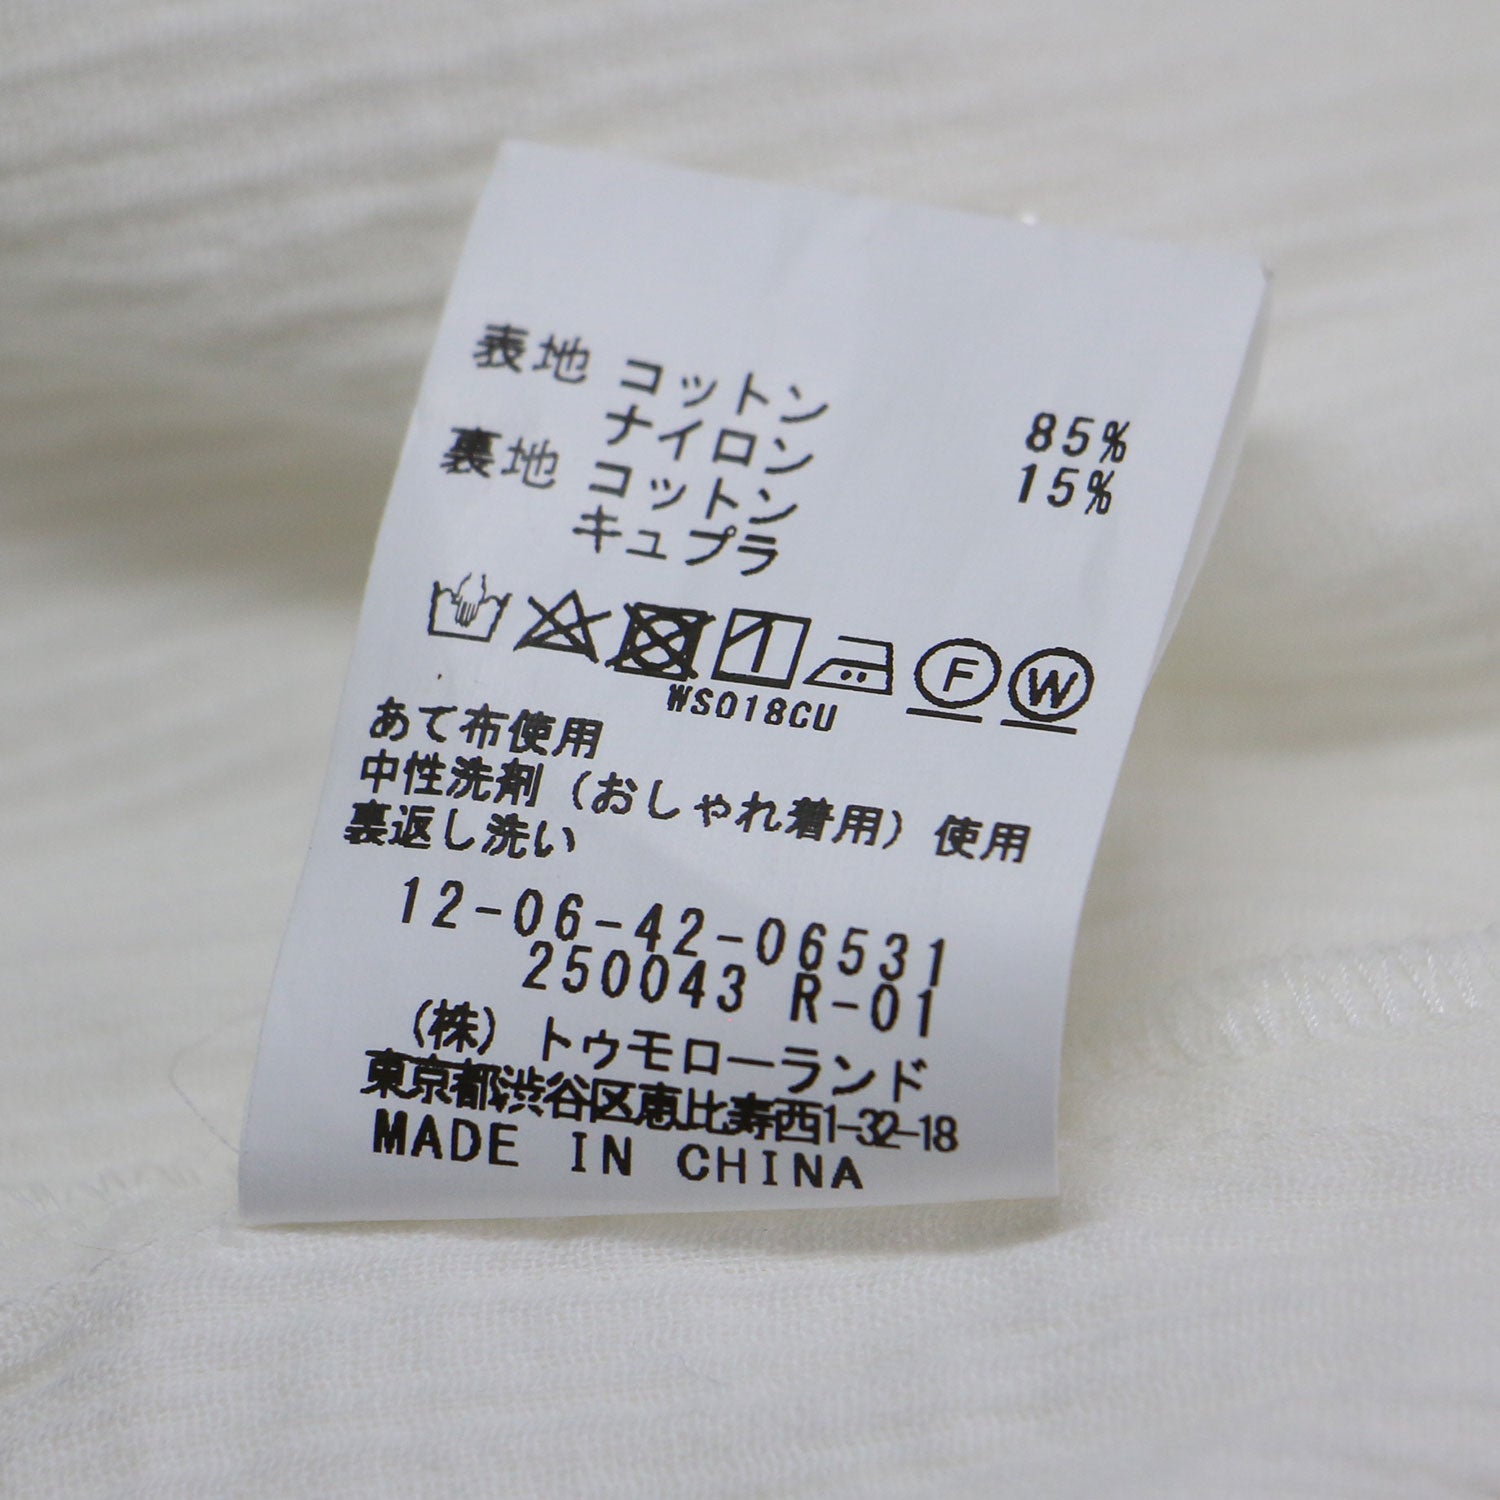 表地 コットン 85%
ナイロン 15%
裏地 コットン
キュプラ
F W
WS018CU
あて布使用
中性洗剤(おしゃれ着用)使用
裏返し洗い
12-06-42-06531
250043 R-01
(株)トゥモローランド
東京都渋谷区恵比寿西1-32-18
MADE IN CHINA